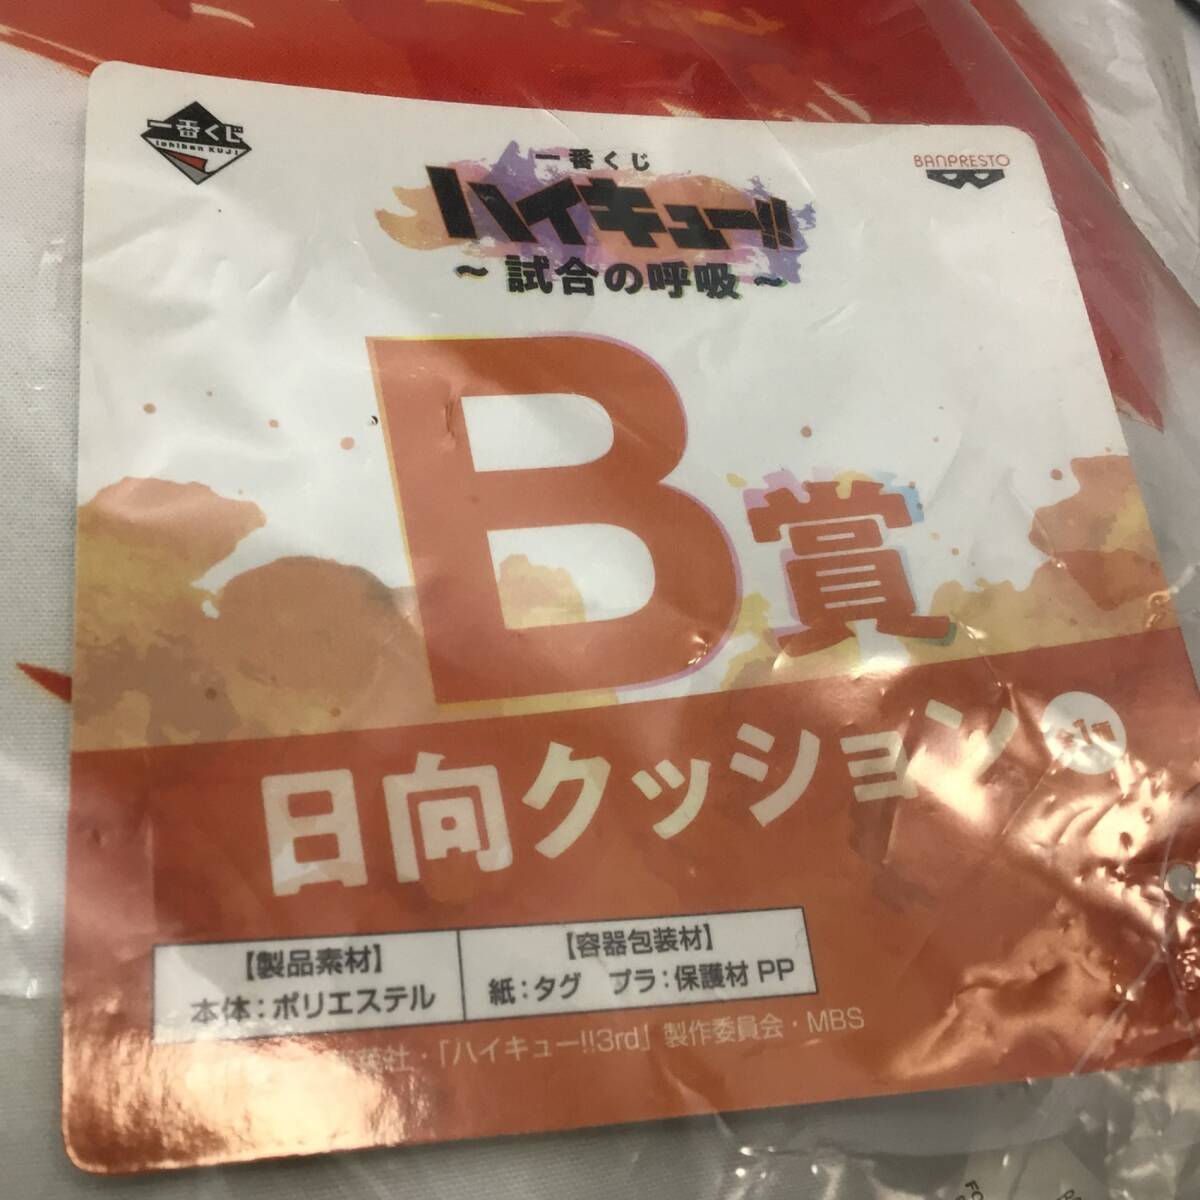 一番くじ
Ichiban KUJI
一番くじ
ハイキュー!!
～試合の呼吸～
BANPRESTO
B賞
日向クッション
全1種
【製品素材】
本体：ポリエステル
【容器包装材】
紙：タグ プラ：保護材 PP
・「ハイキュー!!3rd」製作委員会・MBS